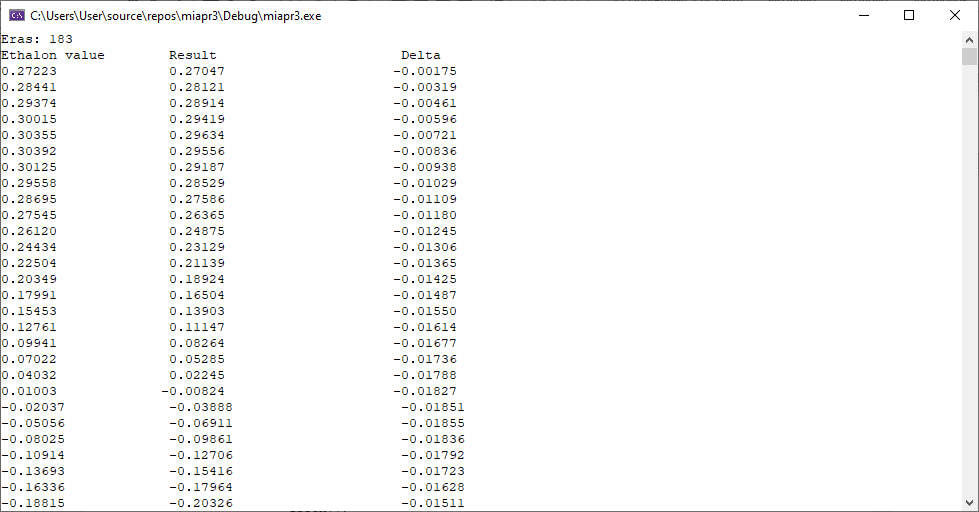 C:\Users\User\source\repos\miapr3\Debug\miapr3.exe
Eras: 183
Ethalon value Result Delta
0.27223 0.27047 -0.00175
0.28441 0.28121 -0.00319
0.29374 0.28914 -0.00461
0.30015 0.29419 -0.00596
0.30355 0.29634 -0.00721
0.30392 0.29556 -0.00836
0.30125 0.29187 -0.00938
0.29558 0.28529 -0.01029
0.28695 0.27586 -0.01109
0.27545 0.26365 -0.01180
0.26120 0.24875 -0.01245
0.24434 0.23129 -0.01306
0.22504 0.21139 -0.01365
0.20349 0.18924 -0.01425
0.17991 0.16504 -0.01487
0.15453 0.13903 -0.01550
0.12761 0.11147 -0.01614
0.09941 0.08264 -0.01677
0.07022 0.05285 -0.01736
0.04032 0.02245 -0.01788
0.01003 -0.00824 -0.01827
-0.02037 -0.03888 -0.01851
-0.05056 -0.06911 -0.01855
-0.08025 -0.09861 -0.01836
-0.10914 -0.12706 -0.01792
-0.13693 -0.15416 -0.01723
-0.16336 -0.17964 -0.01628
-0.18815 -0.20326 -0.01511